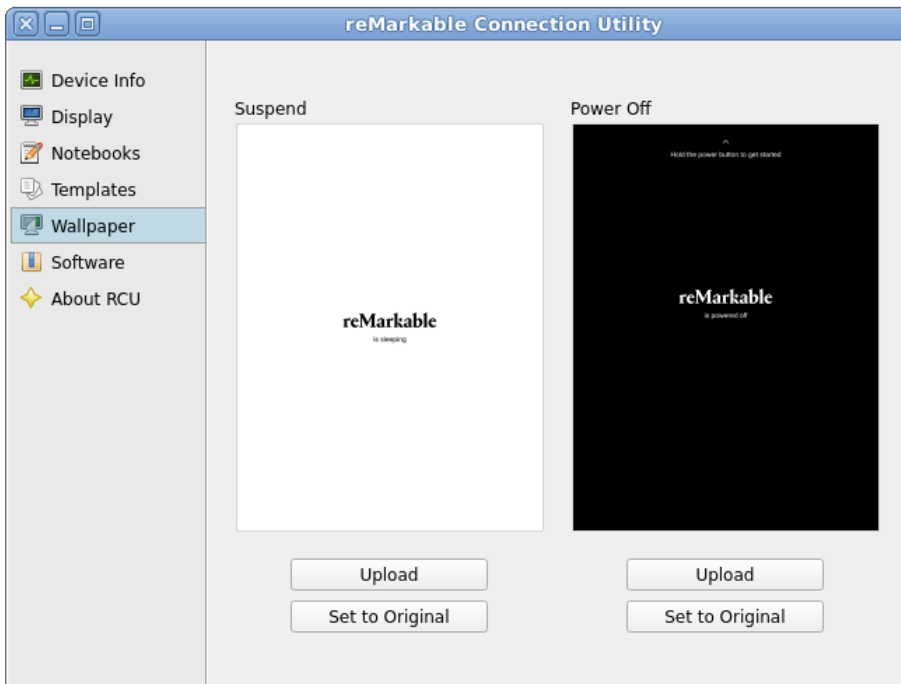 reMarkable Connection Utility
Device Info
Display
Notebooks
Templates
Wallpaper
Software
About RCU
Suspend
reMarkable
is sleeping
Upload
Set to Original
Power Off
Hold the power button to get started
reMarkable
is powered off
Upload
Set to Original